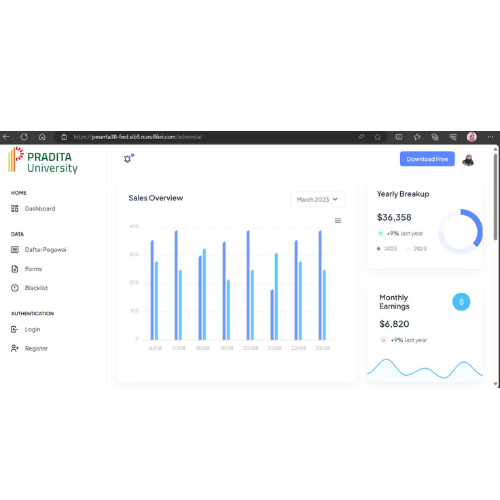 https://peserta38-fwd.sib5.nurulfikri.com/admintsi/
PRADITA
University
Download Free
HOME
Dashboard
DATA
Daftar Pegawai
Forms
Blacklist
AUTHENTICATION
Login
Register
Sales Overview
March 2023
400
300
200
100
0
16/08 17/08 18/08 19/08 20/08 21/08 22/08 23/08
Yearly Breakup
$36,358
+9% last year
2023 2023
Monthly
Earnings
$
$6,820
+9% last year